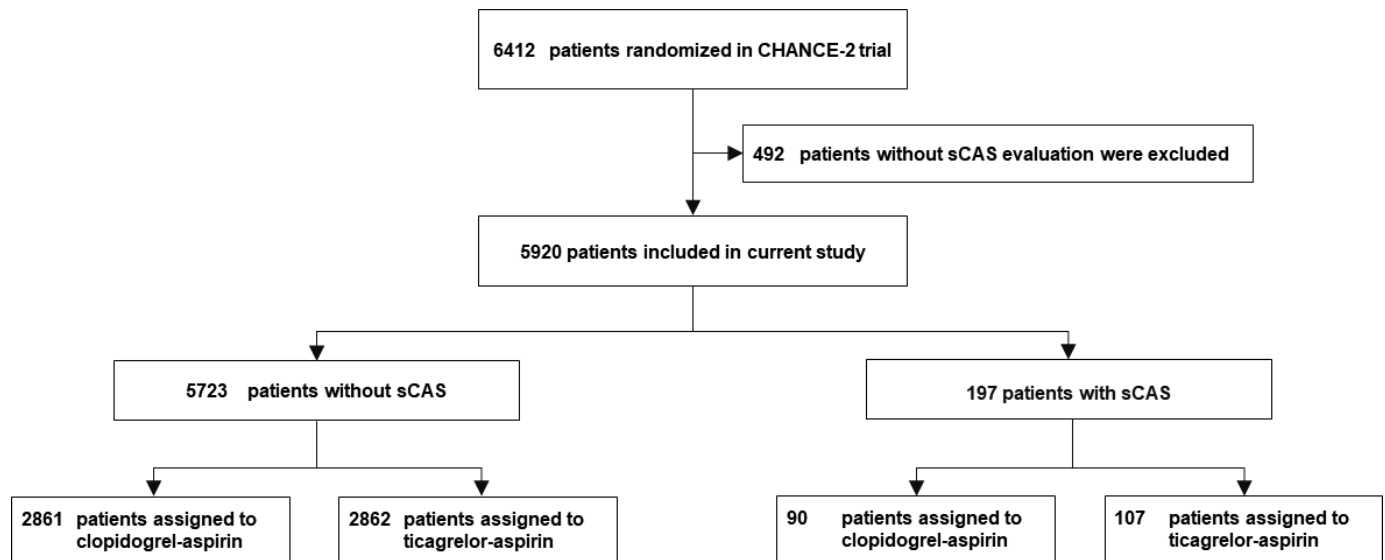 6412 patients randomized in CHANCE-2 trial
492 patients without sCAS evaluation were excluded
5920 patients included in current study
5723 patients without sCAS
197 patients with sCAS
2861 patients assigned to
clopidogrel-aspirin
2862 patients assigned to
ticagrelor-aspirin
90 patients assigned to
clopidogrel-aspirin
107 patients assigned to
ticagrelor-aspirin